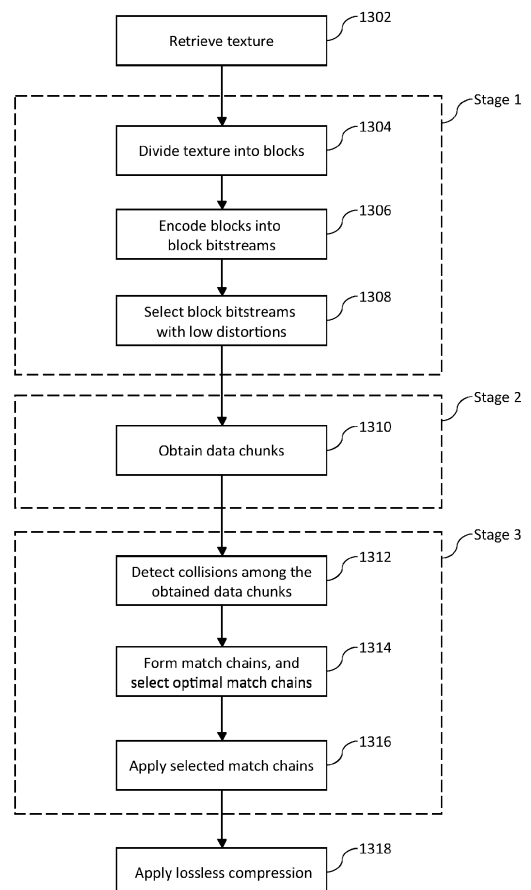 1302
Retrieve texture
Stage 1
1304
Divide texture into blocks
1306
Encode blocks into
block bitstreams
1308
Select block bitstreams
with low distortions
Stage 2
1310
Obtain data chunks
Stage 3
1312
Detect collisions among the
obtained data chunks
1314
Form match chains, and
select optimal match chains
1316
Apply selected match chains
1318
Apply lossless compression